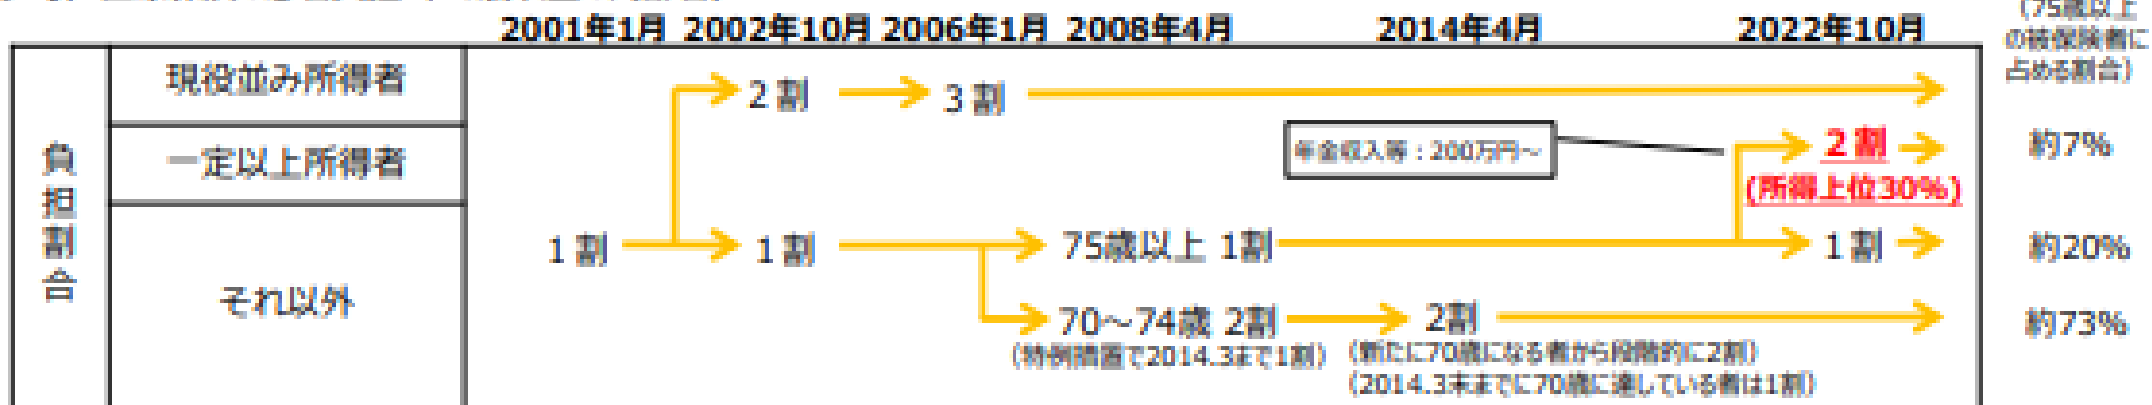 2001年1月 2002年10月 2006年1月 2008年4月 2014年4月 2022年10月
（75歳以上
の被保険者に
占める割合）
負担割合
現役並み所得者
2割 3割
一定以上所得者
年金収入等：200万円～
2割
(所得上位30%)
約7%
それ以外
1割 1割 75歳以上 1割 1割
約20%
70～74歳 2割 2割
約73%
（特例措置で2014.3まで1割）
（新たに70歳になる者から段階的に2割）
（2014.3末までに70歳に達している者は1割）